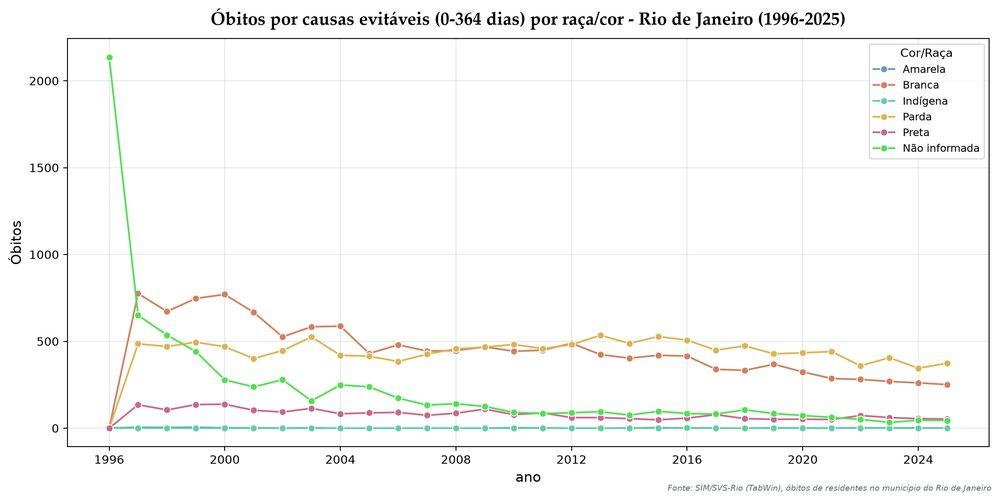 Óbitos por causas evitáveis (0-364 dias) por raça/cor - Rio de Janeiro (1996-2025)
Cor/Raça
Amarela
Branca
Indígena
Parda
Preta
Não informada
2000
1500
1000
500
0
Óbitos
1996
2000
2004
2008
2012
2016
2020
2024
ano
Fonte: SIM/SVS-Rio (TabWin), óbitos de residentes no município do Rio de Janeiro